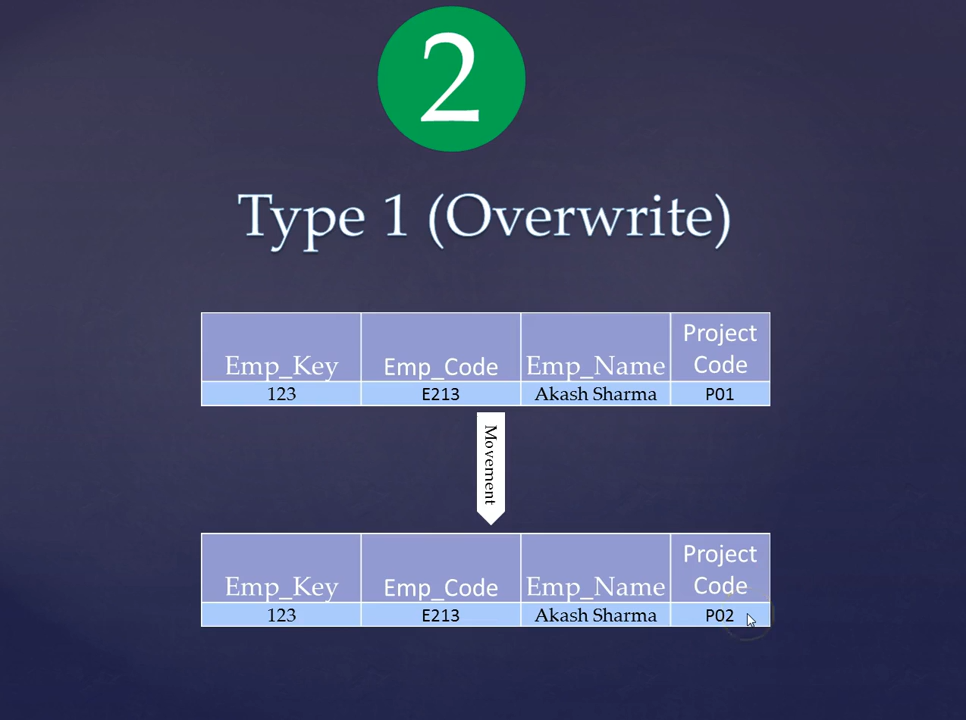 2
Type 1 (Overwrite)
Emp_Key Emp_Code Emp_Name Project Code
123 E213 Akash Sharma P01
Movement
Emp_Key Emp_Code Emp_Name Project Code
123 E213 Akash Sharma P02